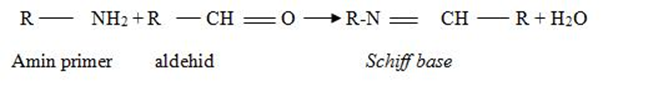 R — NH2 + R — CH = O → R-N = CH — R + H2O
Amin primer aldehid Schiff base